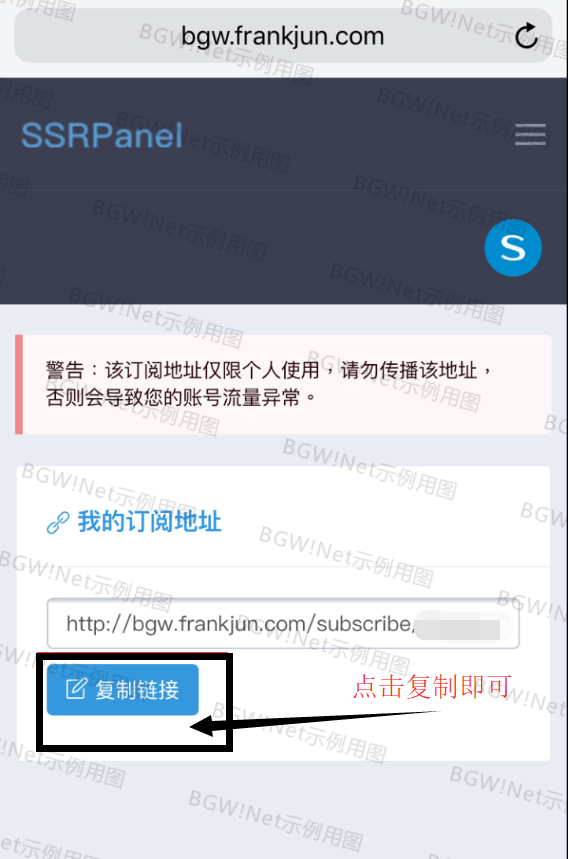 bgw.frankjun.com
SSRPanel
S
警告：该订阅地址仅限个人使用，请勿传播该地址，
否则会导致您的账号流量异常。
我的订阅地址
http://bgw.frankjun.com/subscribe/
复制链接
点击复制即可
BGW!Net示例用图